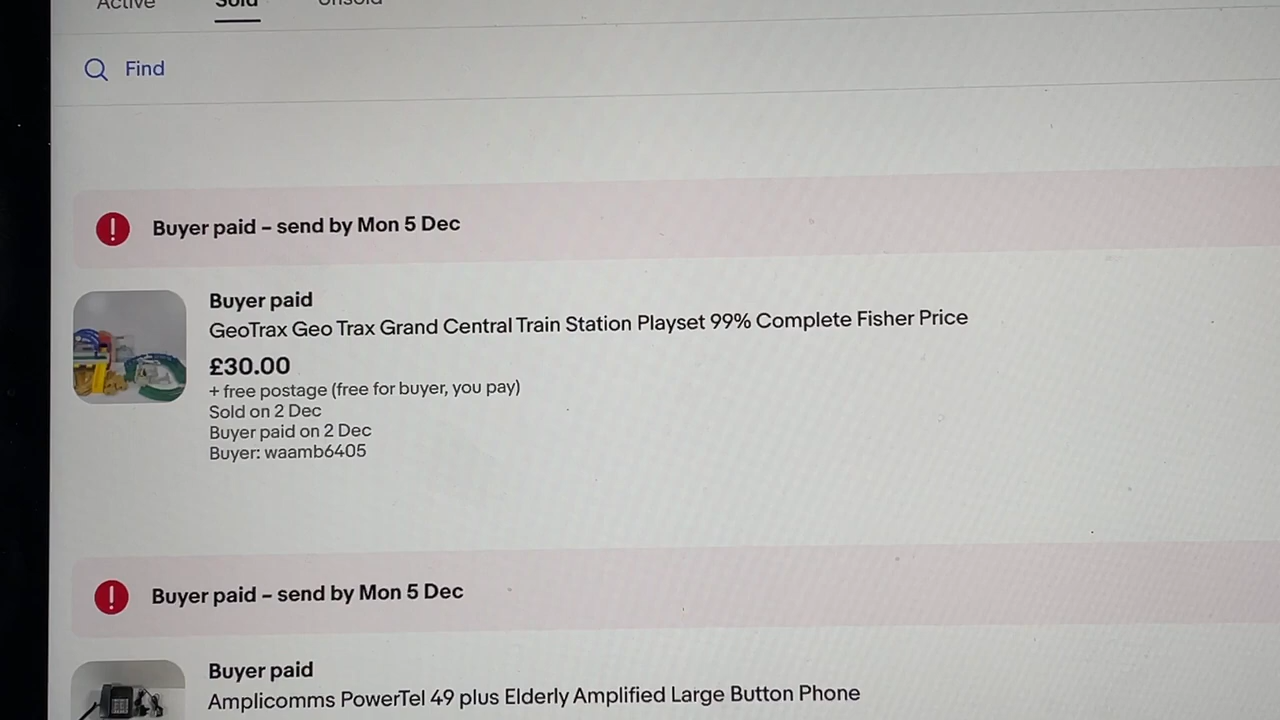 Active Sold Unsold
Find
Buyer paid – send by Mon 5 Dec
Buyer paid
GeoTrax Geo Trax Grand Central Train Station Playset 99% Complete Fisher Price
£30.00
+ free postage (free for buyer, you pay)
Sold on 2 Dec
Buyer paid on 2 Dec
Buyer: waamb6405
Buyer paid – send by Mon 5 Dec
Buyer paid
Amplicomms PowerTel 49 plus Elderly Amplified Large Button Phone